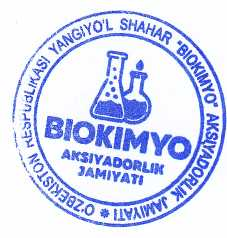 O'ZBEKISTON RESPUBLIKASI YANGIYO'L SHAHAR "BIOKIMYO" AKSIYADORLIK JAMIYATI
BIOKIMYO
AKSIYADORLIK
JAMIYATI